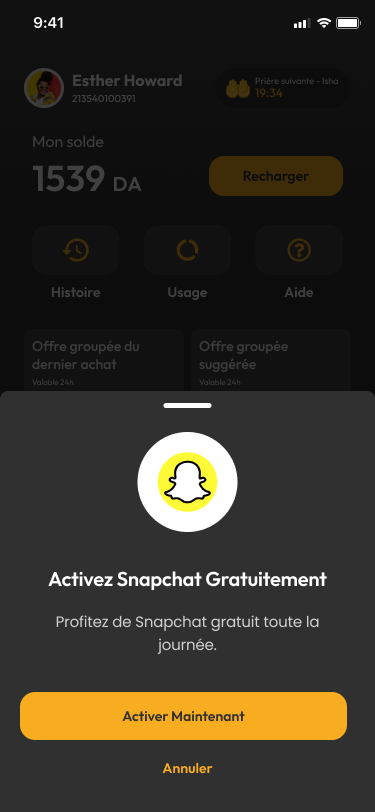 9:41
Esther Howard
213540100391
Prière suivante - Isha
19:34
Mon solde
1539 DA
Recharger
Histoire
Usage
Aide
Offre groupée du
dernier achat
Valable 24h
Offre groupée
suggérée
Valable 24h
Activez Snapchat Gratuitement
Profitez de Snapchat gratuit toute la
journée.
Activer Maintenant
Annuler